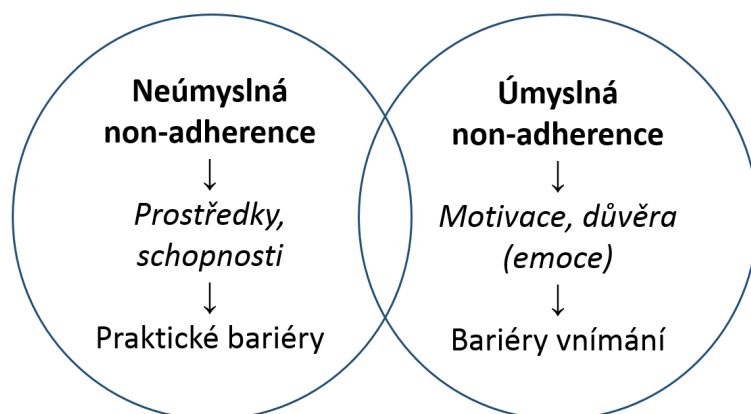 Neúmyslná
non-adherence
↓
Prostředky,
schopnosti
↓
Praktické bariéry
Úmyslná
non-adherence
↓
Motivace, důvěra
(emoce)
↓
Bariéry vnímání